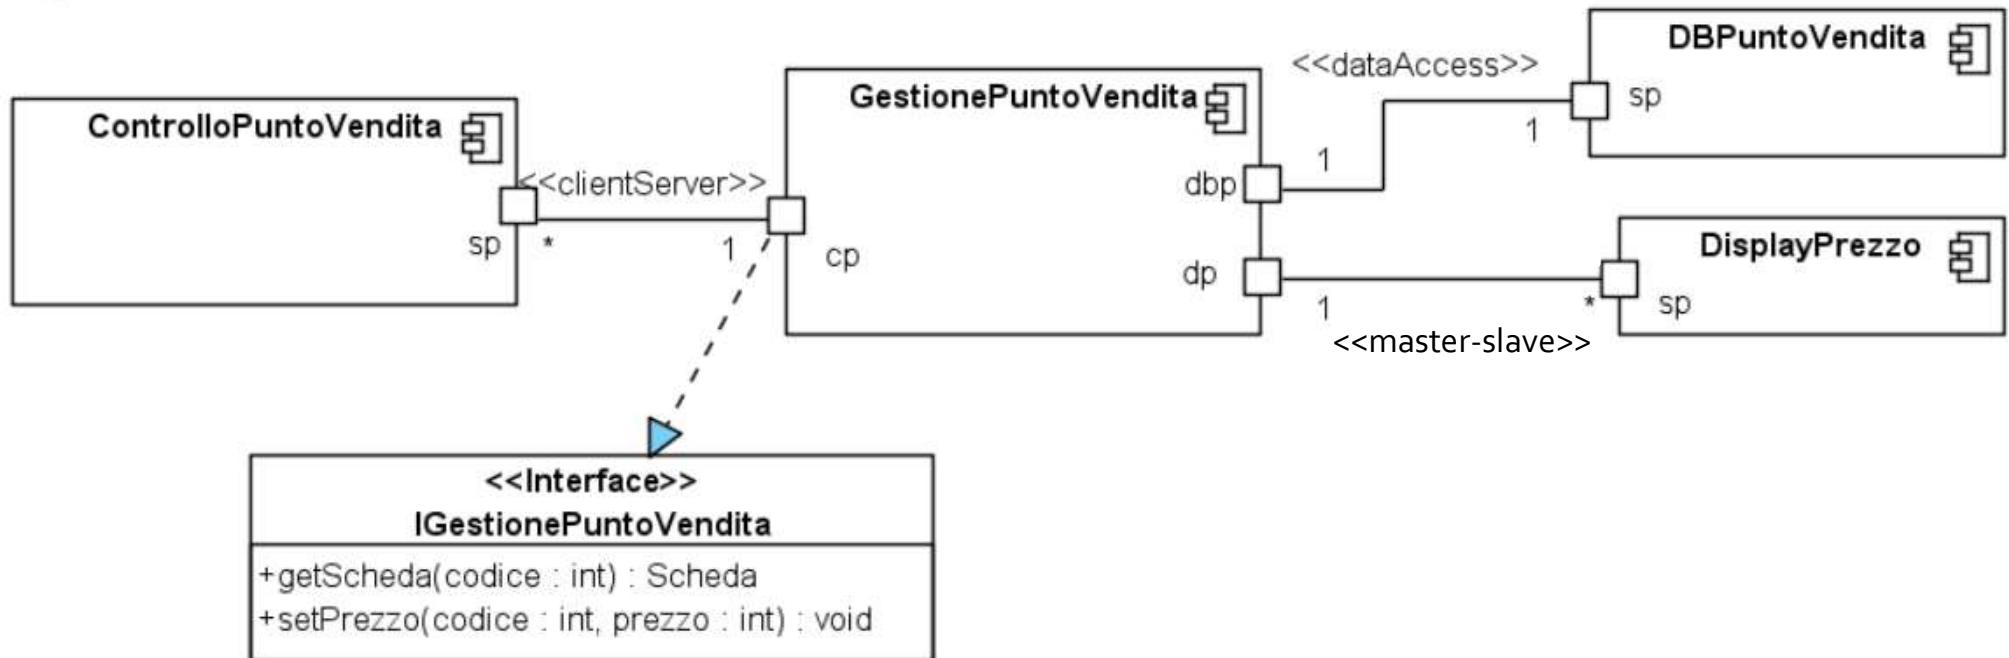 ControlloPuntoVendita
sp
<<clientServer>>
*
1
GestionePuntoVendita
cp
dbp
dp
<<dataAccess>>
1
1
DBPuntoVendita
sp
1
*
<<master-slave>>
DisplayPrezzo
sp
<<Interface>>
IGestionePuntoVendita
+getScheda(codice : int) : Scheda
+setPrezzo(codice : int, prezzo : int) : void